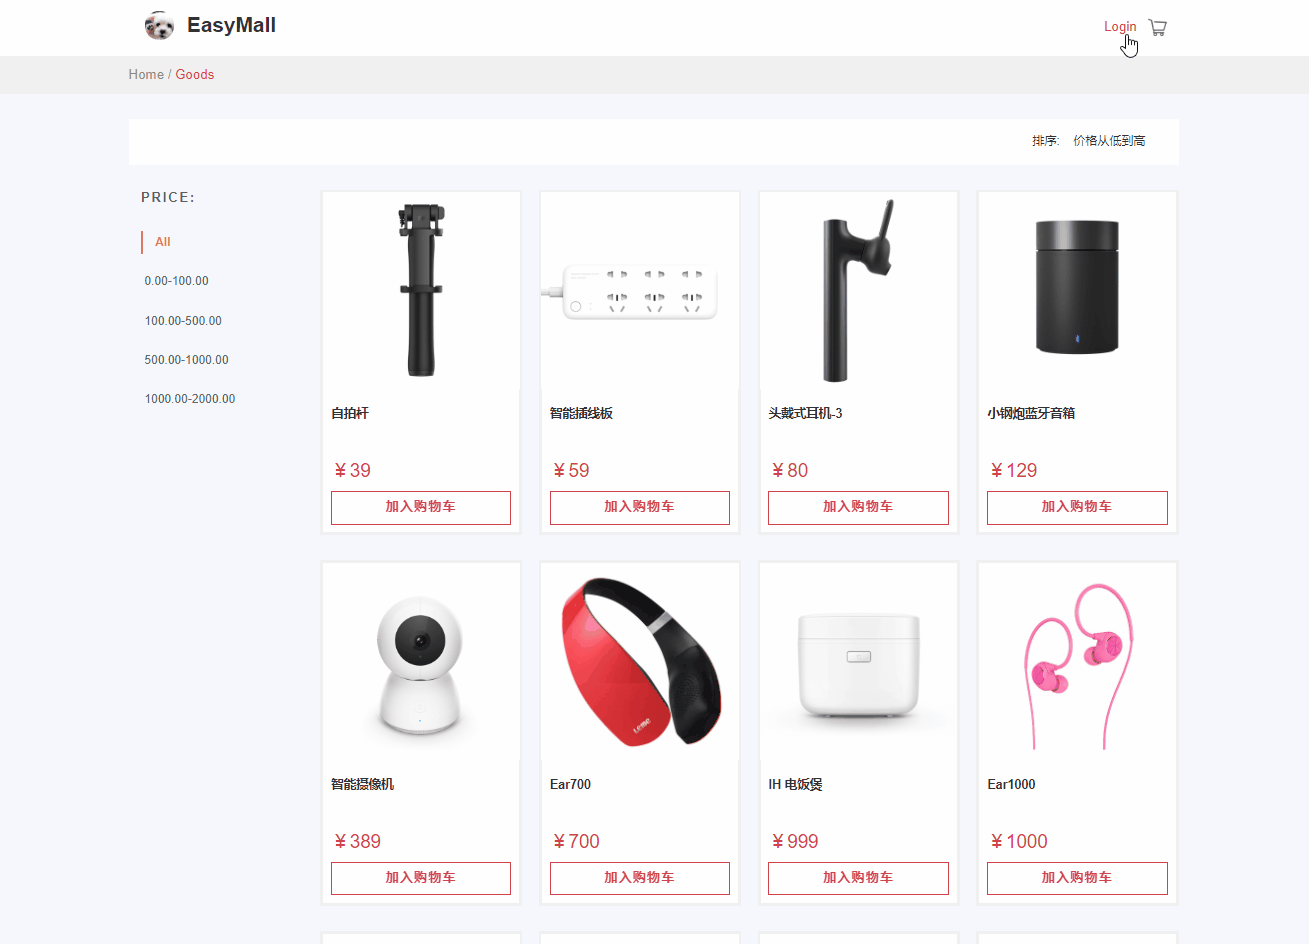 EasyMall
Login
Home / Goods
排序: 价格从低到高
PRICE:
All
0.00-100.00
100.00-500.00
500.00-1000.00
1000.00-2000.00
自拍杆
¥ 39
加入购物车
智能插线板
¥ 59
加入购物车
头戴式耳机-3
¥ 80
加入购物车
小钢炮蓝牙音箱
¥ 129
加入购物车
智能摄像机
¥ 389
加入购物车
Ear700
¥ 700
加入购物车
IH 电饭煲
¥ 999
加入购物车
Ear1000
¥ 1000
加入购物车